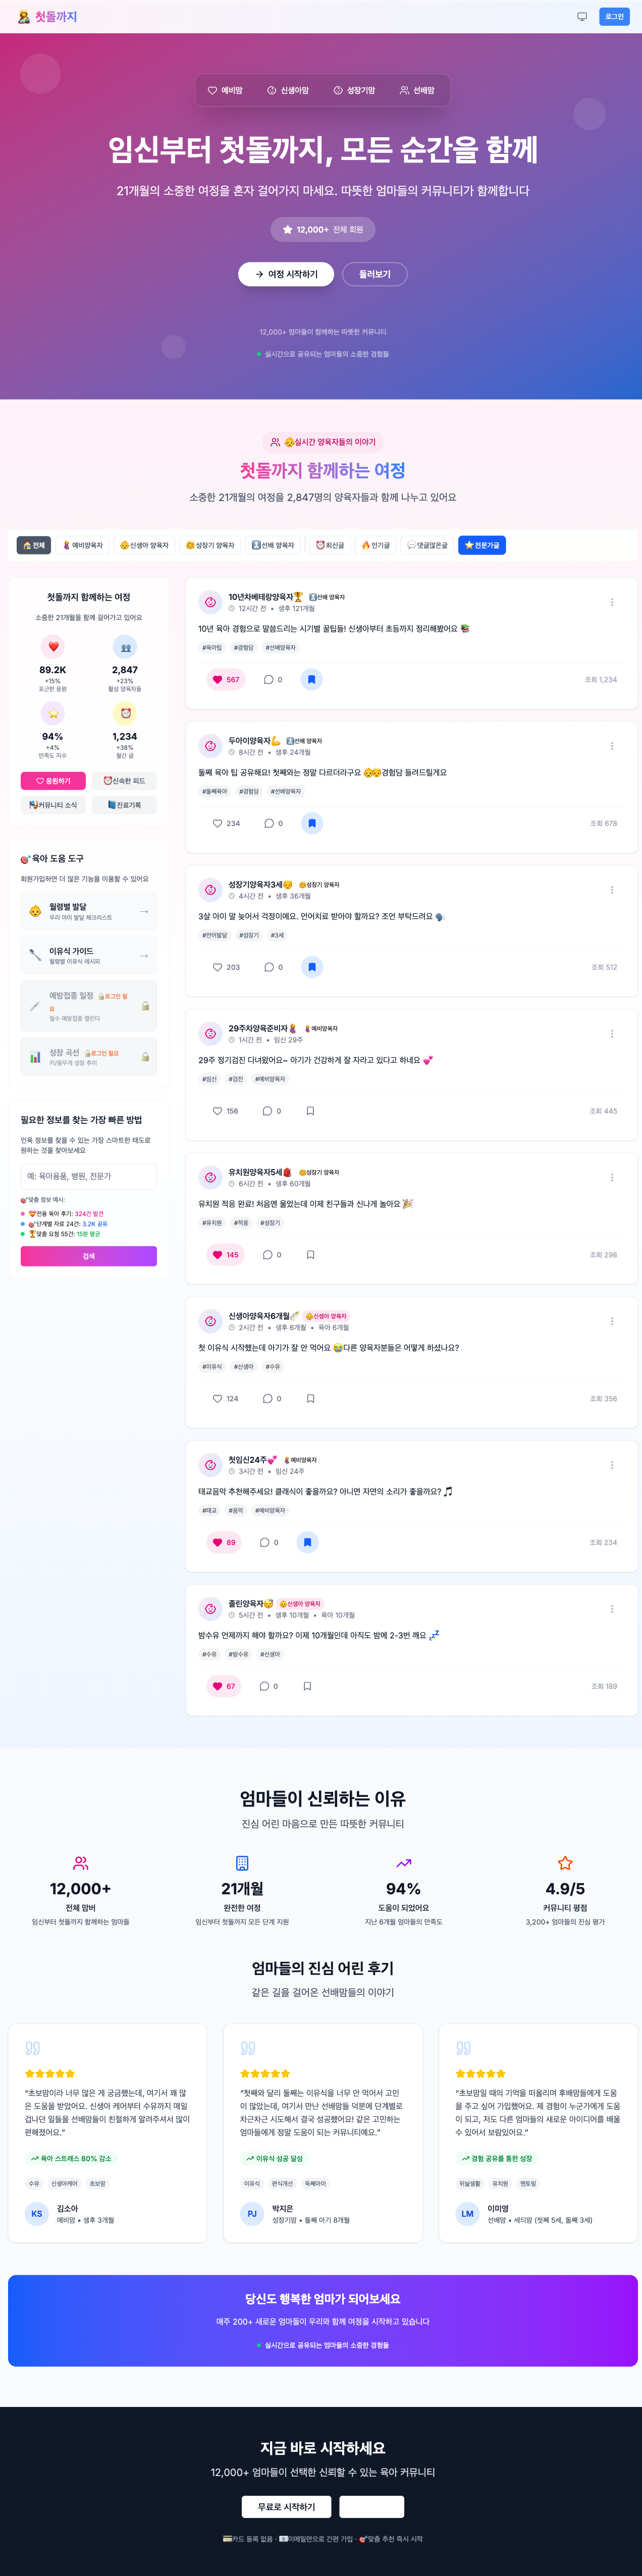 첫돌까지
로그인
예비맘 신생아맘 성장기맘 선배맘
임신부터 첫돌까지, 모든 순간을 함께
21개월의 소중한 여정을 혼자 걸어가지 마세요. 따뜻한 엄마들의 커뮤니티가 함께합니다
12,000+ 전체 회원
여정 시작하기 둘러보기
12,000+ 엄마들이 함께하는 따뜻한 커뮤니티
실시간으로 공유되는 엄마들의 소중한 경험들
👶실시간 양육자들의 이야기
첫돌까지 함께하는 여정
소중한 21개월의 여정을 2,847명의 양육자들과 함께 나누고 있어요
🏠전체 🤰예비양육자 👶신생아 양육자 성장기 양육자 선배 양육자 ⏰최신글 🔥인기글 💬댓글많은글 ⭐전문가글
첫돌까지 함께하는 여정
소중한 21개월을 함께 걸어가고 있어요
89.2K 2,847
+15% +23%
포근한 응원 활성 양육자들
94% 1,234
+4% +38%
만족도 지수 월간 글
응원하기 ⏰신속한 피드
커뮤니티 소식 진료기록
🎯육아 도움 도구
회원가입하면 더 많은 기능을 이용할 수 있어요
월령별 발달
우리 아이 발달 체크리스트
이유식 가이드
월령별 이유식 레시피
예방접종 일정 🔒로그인 필
요
필수 예방접종 캘린더
성장 곡선 🔒로그인 필요
키/몸무게 성장 추이
필요한 정보를 찾는 가장 빠른 방법
인육 정보를 찾을 수 있는 가장 스마트한 태도로
원하는 것을 찾아보세요
예: 육아용품, 병원, 전문가
🎯맞춤 정보 예시:
전용 육아 후기: 324건 발견
단계별 자료 24건: 3.2K 공유
맞춤 요청 55건: 15분 평균
검색
10년차베테랑양육자🏆 선배 양육자
12시간 전 • 생후 121개월
10년 육아 경험으로 말씀드리는 시기별 꿀팁들! 신생아부터 초등까지 정리해봤어요 📚
#육아팁 #경험담 #선배양육자
567 0 조회 1,234
두아이양육자💪 선배 양육자
8시간 전 • 생후 24개월
둘째 육아 팁 공유해요! 첫째와는 정말 다르더라구요 경험담 들려드릴게요
#둘째육아 #경험담 #선배양육자
234 0 조회 678
성장기양육자3세 성장기 양육자
4시간 전 • 생후 36개월
3살 아이 말 늦어서 걱정이에요. 언어치료 받아야 할까요? 조언 부탁드려요 🗣️
#언어발달 #성장기 #3세
203 0 조회 512
29주차양육준비자🤰 🤰예비양육자
1시간 전 • 임신 29주
29주 정기검진 다녀왔어요~ 아기가 건강하게 잘 자라고 있다고 하네요 💕
#임신 #검진 #예비양육자
156 0 조회 445
유치원양육자5세🎒 성장기 양육자
6시간 전 • 생후 60개월
유치원 적응 완료! 처음엔 울었는데 이제 친구들과 신나게 놀아요 🎉
#유치원 #적응 #성장기
145 0 조회 298
신생아양육자6개월🍼 👶신생아 양육자
2시간 전 • 생후 6개월 • 육아 6개월
첫 이유식 시작했는데 아기가 잘 안 먹어요 😭다른 양육자분들은 어떻게 하셨나요?
#이유식 #신생아 #수유
124 0 조회 356
첫임신24주💕 🤰예비양육자
3시간 전 • 임신 24주
태교음악 추천해주세요! 클래식이 좋을까요? 아니면 자연의 소리가 좋을까요? 🎵
#태교 #음악 #예비양육자
89 0 조회 234
졸린양육자😴 👶신생아 양육자
5시간 전 • 생후 10개월 • 육아 10개월
밤수유 언제까지 해야 할까요? 이제 10개월인데 아직도 밤에 2-3번 깨요 💤
#수유 #밤수유 #신생아
67 0 조회 189
엄마들이 신뢰하는 이유
진심 어린 마음으로 만든 따뜻한 커뮤니티
12,000+ 21개월 94% 4.9/5
전체 맘버 완전한 여정 도움이 되었어요 커뮤니티 평점
임신부터 첫돌까지 함께하는 엄마들 임신부터 첫돌까지 모든 단계 지원 지난 6개월 엄마들의 만족도 3,200+ 엄마들의 진심 평가
엄마들의 진심 어린 후기
같은 길을 걸어온 선배맘들의 이야기
"초보맘이라 너무 많은 게 궁금했는데, 여기서 꽤 많
은 도움을 받았어요. 신생아 케어부터 수유까지 매일
겁나던 일들을 선배맘들이 친절하게 알려주셔서 많이
편해졌어요."
육아 스트레스 80% 감소
수유 신생아케어 초보맘
KS 김소아
예비맘 • 생후 3개월
"첫째와 달리 둘째는 이유식을 너무 안 먹어서 고민
이 많았는데, 여기서 만난 선배맘들 덕분에 단계별로
차근차근 시도해서 결국 성공했어요! 같은 고민하는
엄마들에게 정말 도움이 되는 커뮤니티예요."
이유식 성공 달성
이유식 편식개선 둑째아이
PJ 박지은
성장기맘 • 둘째 아기 8개월
"초보맘일 때의 기억을 떠올리며 후배맘들에게 도움
을 주고 싶어 가입했어요. 제 경험이 누군가에게 도움
이 되고, 저도 다른 엄마들의 새로운 아이디어를 배울
수 있어서 보람있어요."
경험 공유를 통한 성장
워실생활 유치원 멘토링
LM 이미영
선배맘 • 세듸맘 (첫째 5세, 둘째 3세)
당신도 행복한 엄마가 되어보세요
매주 200+ 새로운 엄마들이 우리와 함께 여정을 시작하고 있습니다
실시간으로 공유되는 엄마들의 소중한 경험들
지금 바로 시작하세요
12,000+ 엄마들이 선택한 신뢰할 수 있는 육아 커뮤니티
무료로 시작하기
💳카드 등록 없음 · 📧이메일만으로 간편 가입 · 🎯맞춤 추천 즉시 시작